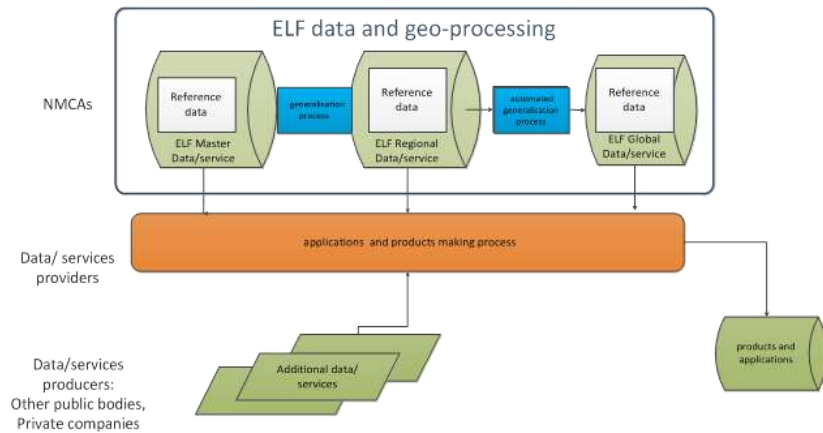 ELF data and geo-processing
NMCAs
Reference
data
ELF Master
Data/service
generalisation
process
Reference
data
ELF Regional
Data/service
automated
generalisation
process
Reference
data
ELF Global
Data/service
Data/ services
providers
applications and products making process
Data/services
producers:
Other public bodies,
Private companies
Additional data/
services
products and
applications